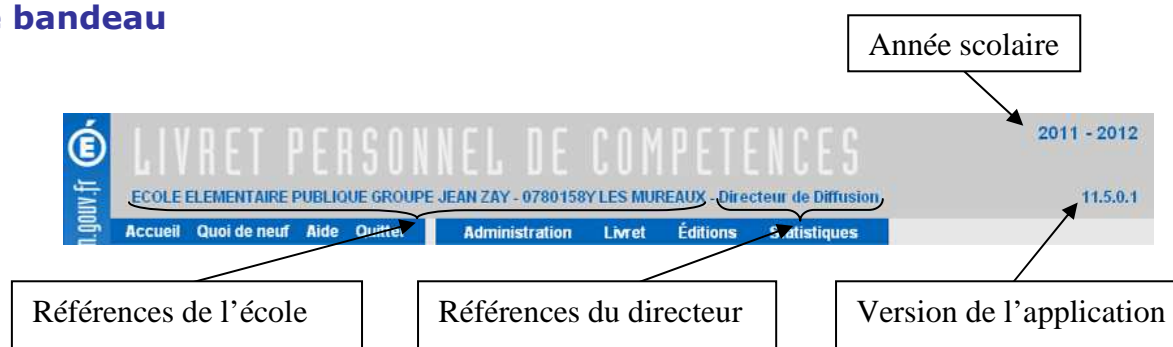 bandeau
Année scolaire
LIVRET PERSONNEL DE COMPETENCES
2011 - 2012
ECOLE ELEMENTAIRE PUBLIQUE GROUPE JEAN ZAY - 0780158Y LES MUREAUX - Directeur de Diffusion
11.5.0.1
n.gouv.fr
Accueil Quoi de neuf Aide Quitter Administration Livret Éditions Statistiques
Références de l’école
Références du directeur
Version de l’application